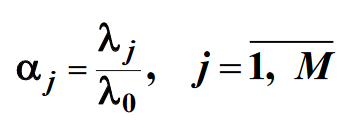 αⱼ = λⱼ / λ₀, j = 1, M